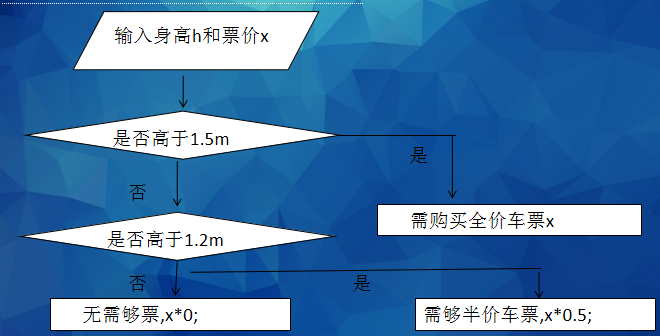 输入身高h和票价x
是否高于1.5m
是
否
需购买全价车票x
是否高于1.2m
否
是
无需够票,x*0;
需够半价车票,x*0.5;